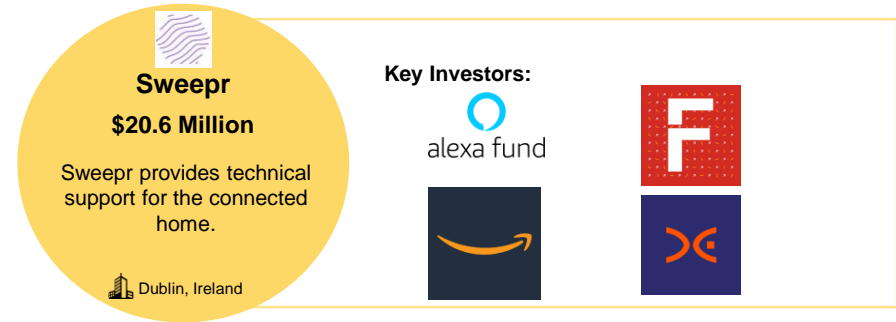 Sweepr
$20.6 Million
Sweepr provides technical
support for the connected
home.
Dublin, Ireland
Key Investors:
alexa fund
F